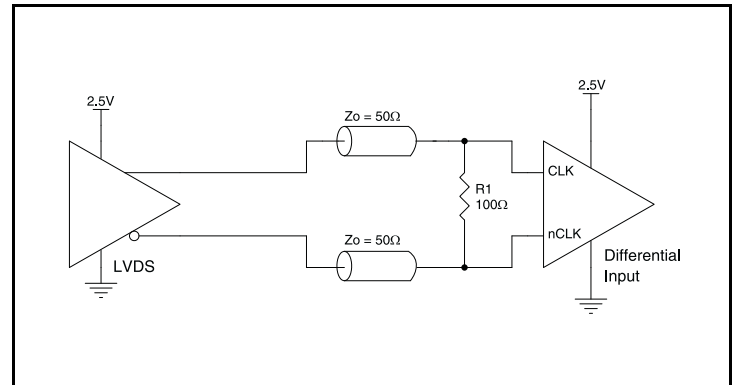 2.5V
2.5V
Zo = 50Ω
CLK
R1
100Ω
nCLK
Zo = 50Ω
LVDS
Differential
Input